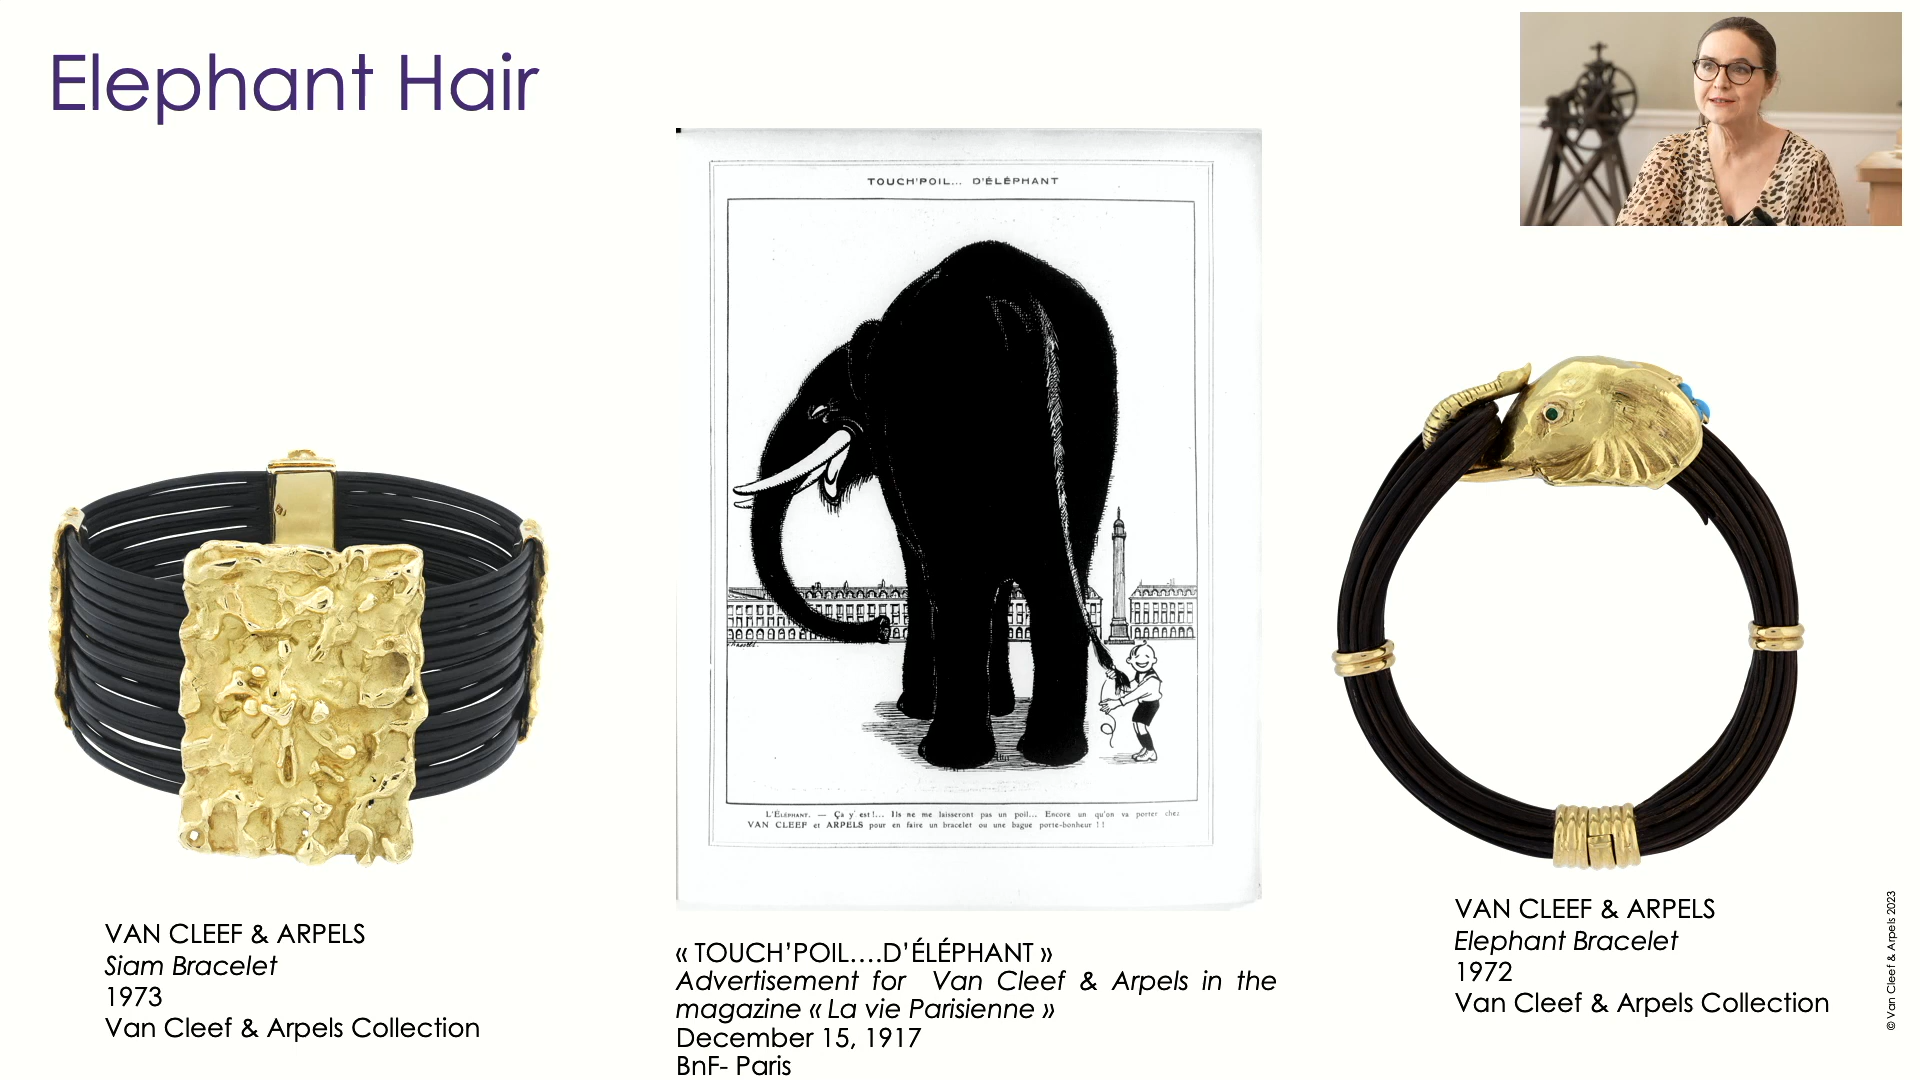 Elephant Hair
TOUCH'POIL... D'ÉLÉPHANT
L'ÉLÉPHANT. — Ça y est!... Ils ne me laisseront pas un poil... Encore un qu'on va porter chez
VAN CLEEF et ARPELS pour en faire un bracelet ou une bague porte-bonheur !!
VAN CLEEF & ARPELS
Siam Bracelet
1973
Van Cleef & Arpels Collection
« TOUCH'POIL....D'ÉLÉPHANT »
Advertisement for Van Cleef & Arpels in the
magazine « La vie Parisienne »
December 15, 1917
BnF- Paris
VAN CLEEF & ARPELS
Elephant Bracelet
1972
Van Cleef & Arpels Collection
© Van Cleef & Arpels 2023